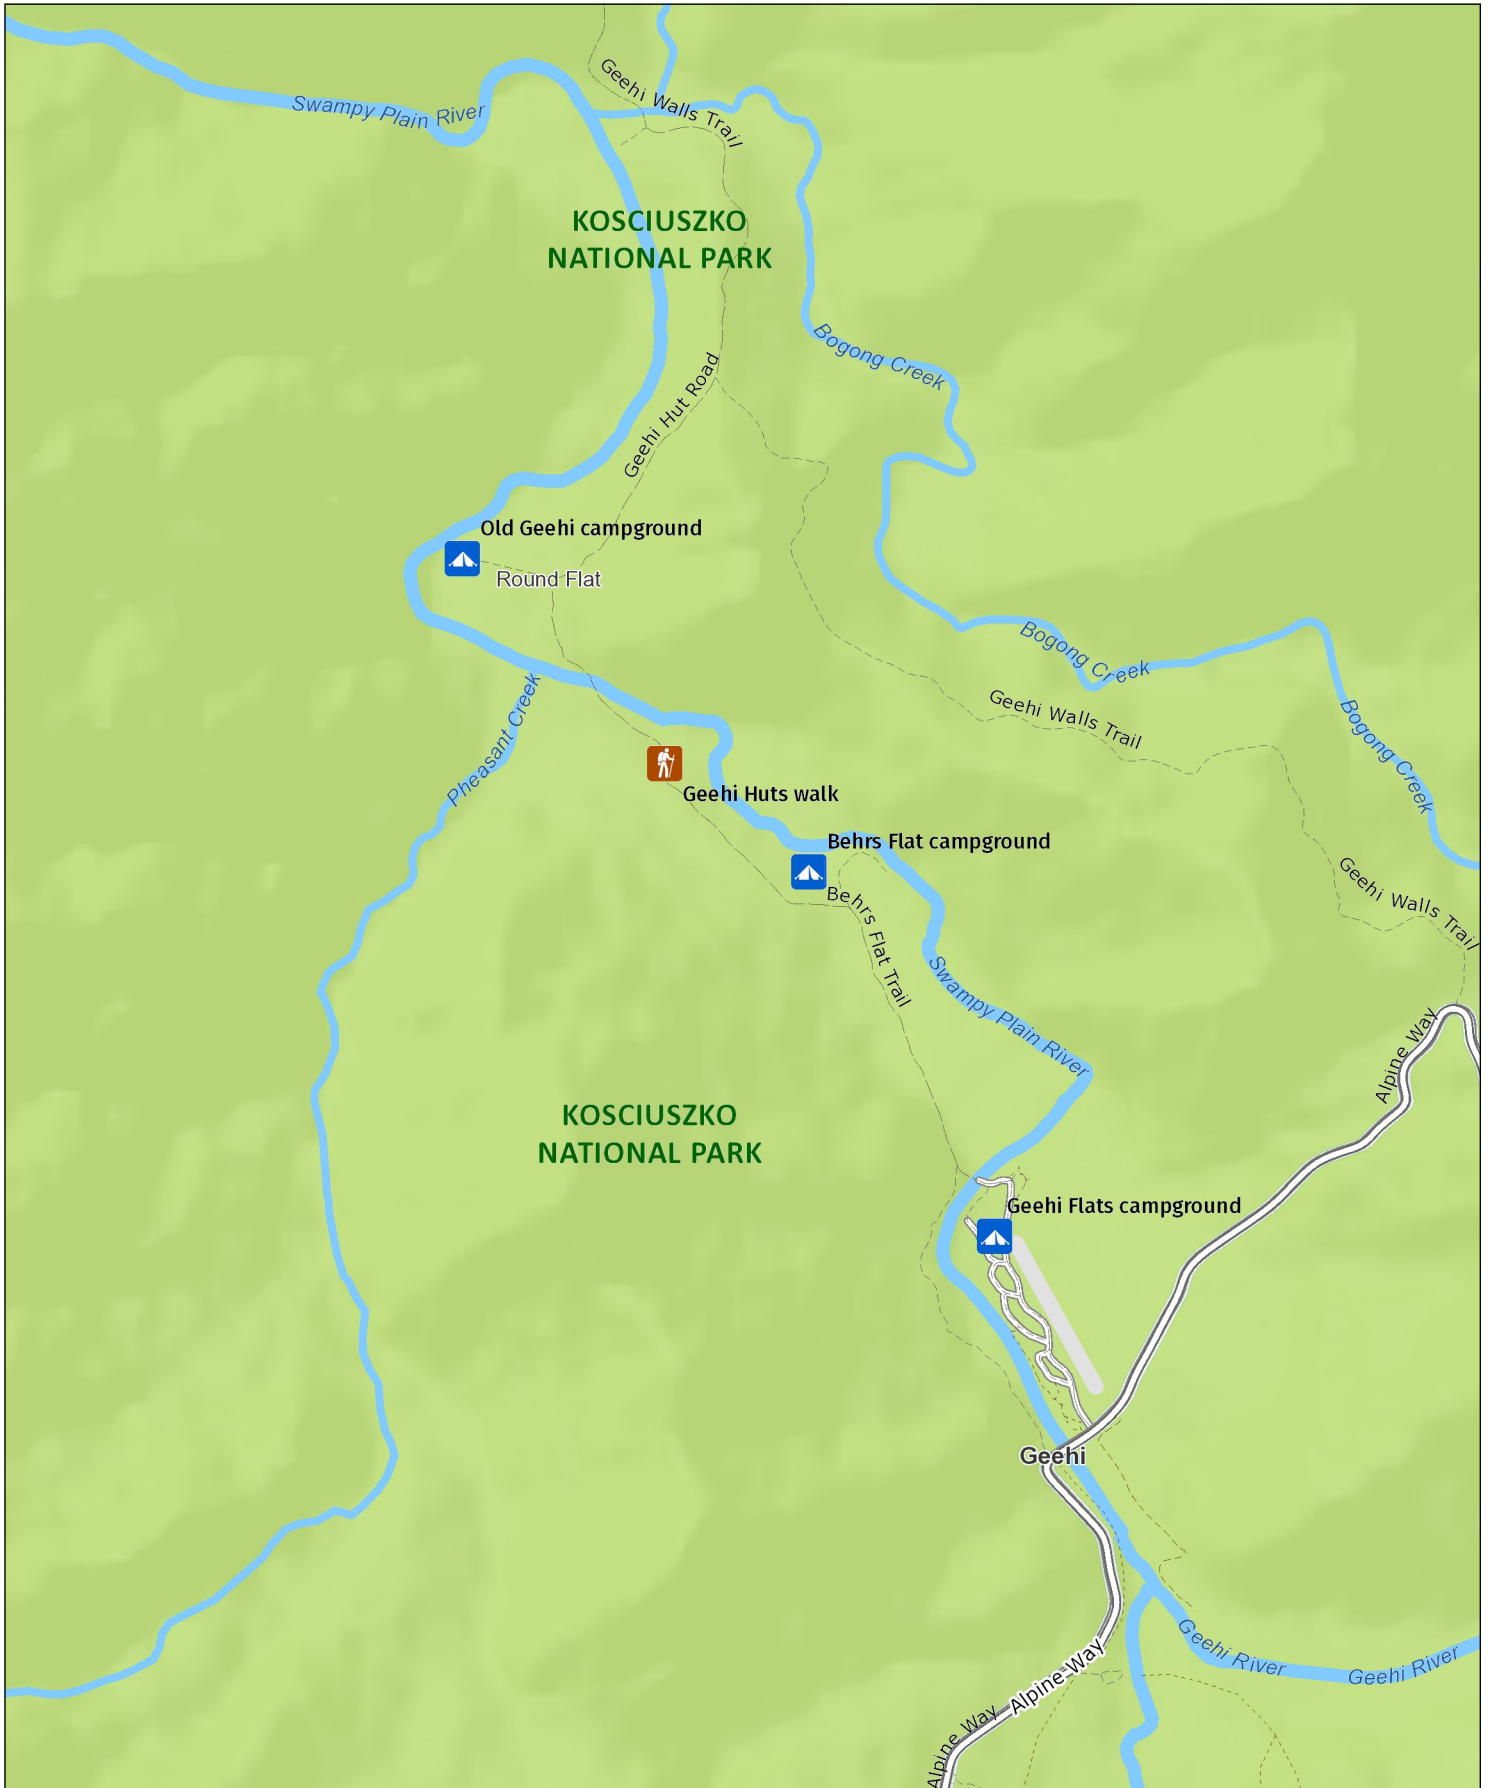 Geehi Walls Trail
Swampy Plain River
KOSCIUSZKO
NATIONAL PARK
Bogong Creek
Geehi Hut Road
Old Geehi campground
Round Flat
Bogong Creek
Pheasant Creek
Geehi Walls Trail
Bogong Creek
Geehi Huts walk
Behrs Flat campground
Behrs Flat Trail
Geehi Walls Trail
Swampy Plain River
Alpine Way
KOSCIUSZKO
NATIONAL PARK
Geehi Flats campground
Geehi
Geehi River
Geehi River
Alpine Way
Alpine Way